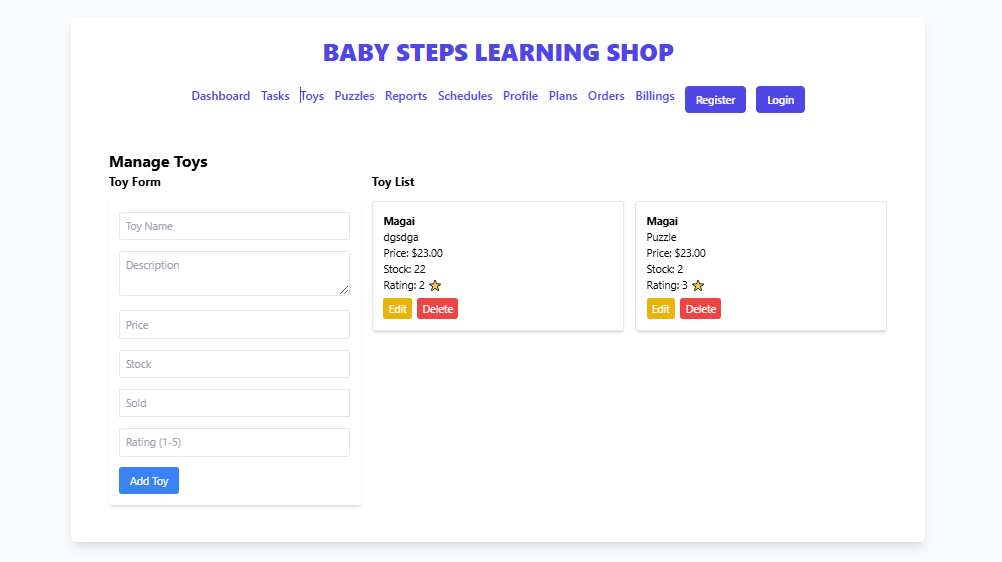 BABY STEPS LEARNING SHOP
Dashboard Tasks Toys Puzzles Reports Schedules Profile Plans Orders Billings Register Login
Manage Toys
Toy Form
Toy Name
Description
Price
Stock
Sold
Rating (1-5)
Add Toy
Toy List
Magai
dgsdga
Price: $23.00
Stock: 22
Rating: 2 ⭐
Edit Delete
Magai
Puzzle
Price: $23.00
Stock: 2
Rating: 3 ⭐
Edit Delete